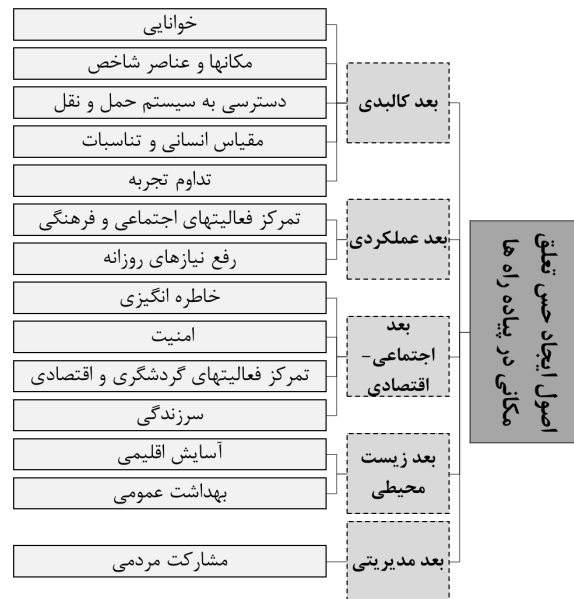 اصول ایجاد حس تعلق
مکانی در پیاده راه ها
بعد کالبدی
خوانایی
مکانها و عناصر شاخص
دسترسی به سیستم حمل و نقل
مقیاس انسانی و تناسبات
تداوم تجربه
بعد عملکردی
تمرکز فعالیتهای اجتماعی و فرهنگی
رفع نیازهای روزانه
بعد
اجتماعی-
اقتصادی
خاطره انگیزی
امنیت
تمرکز فعالیتهای گردشگری و اقتصادی
سرزندگی
بعد زیست
محیطی
آسایش اقلیمی
بهداشت عمومی
بعد مدیریتی
مشارکت مردمی